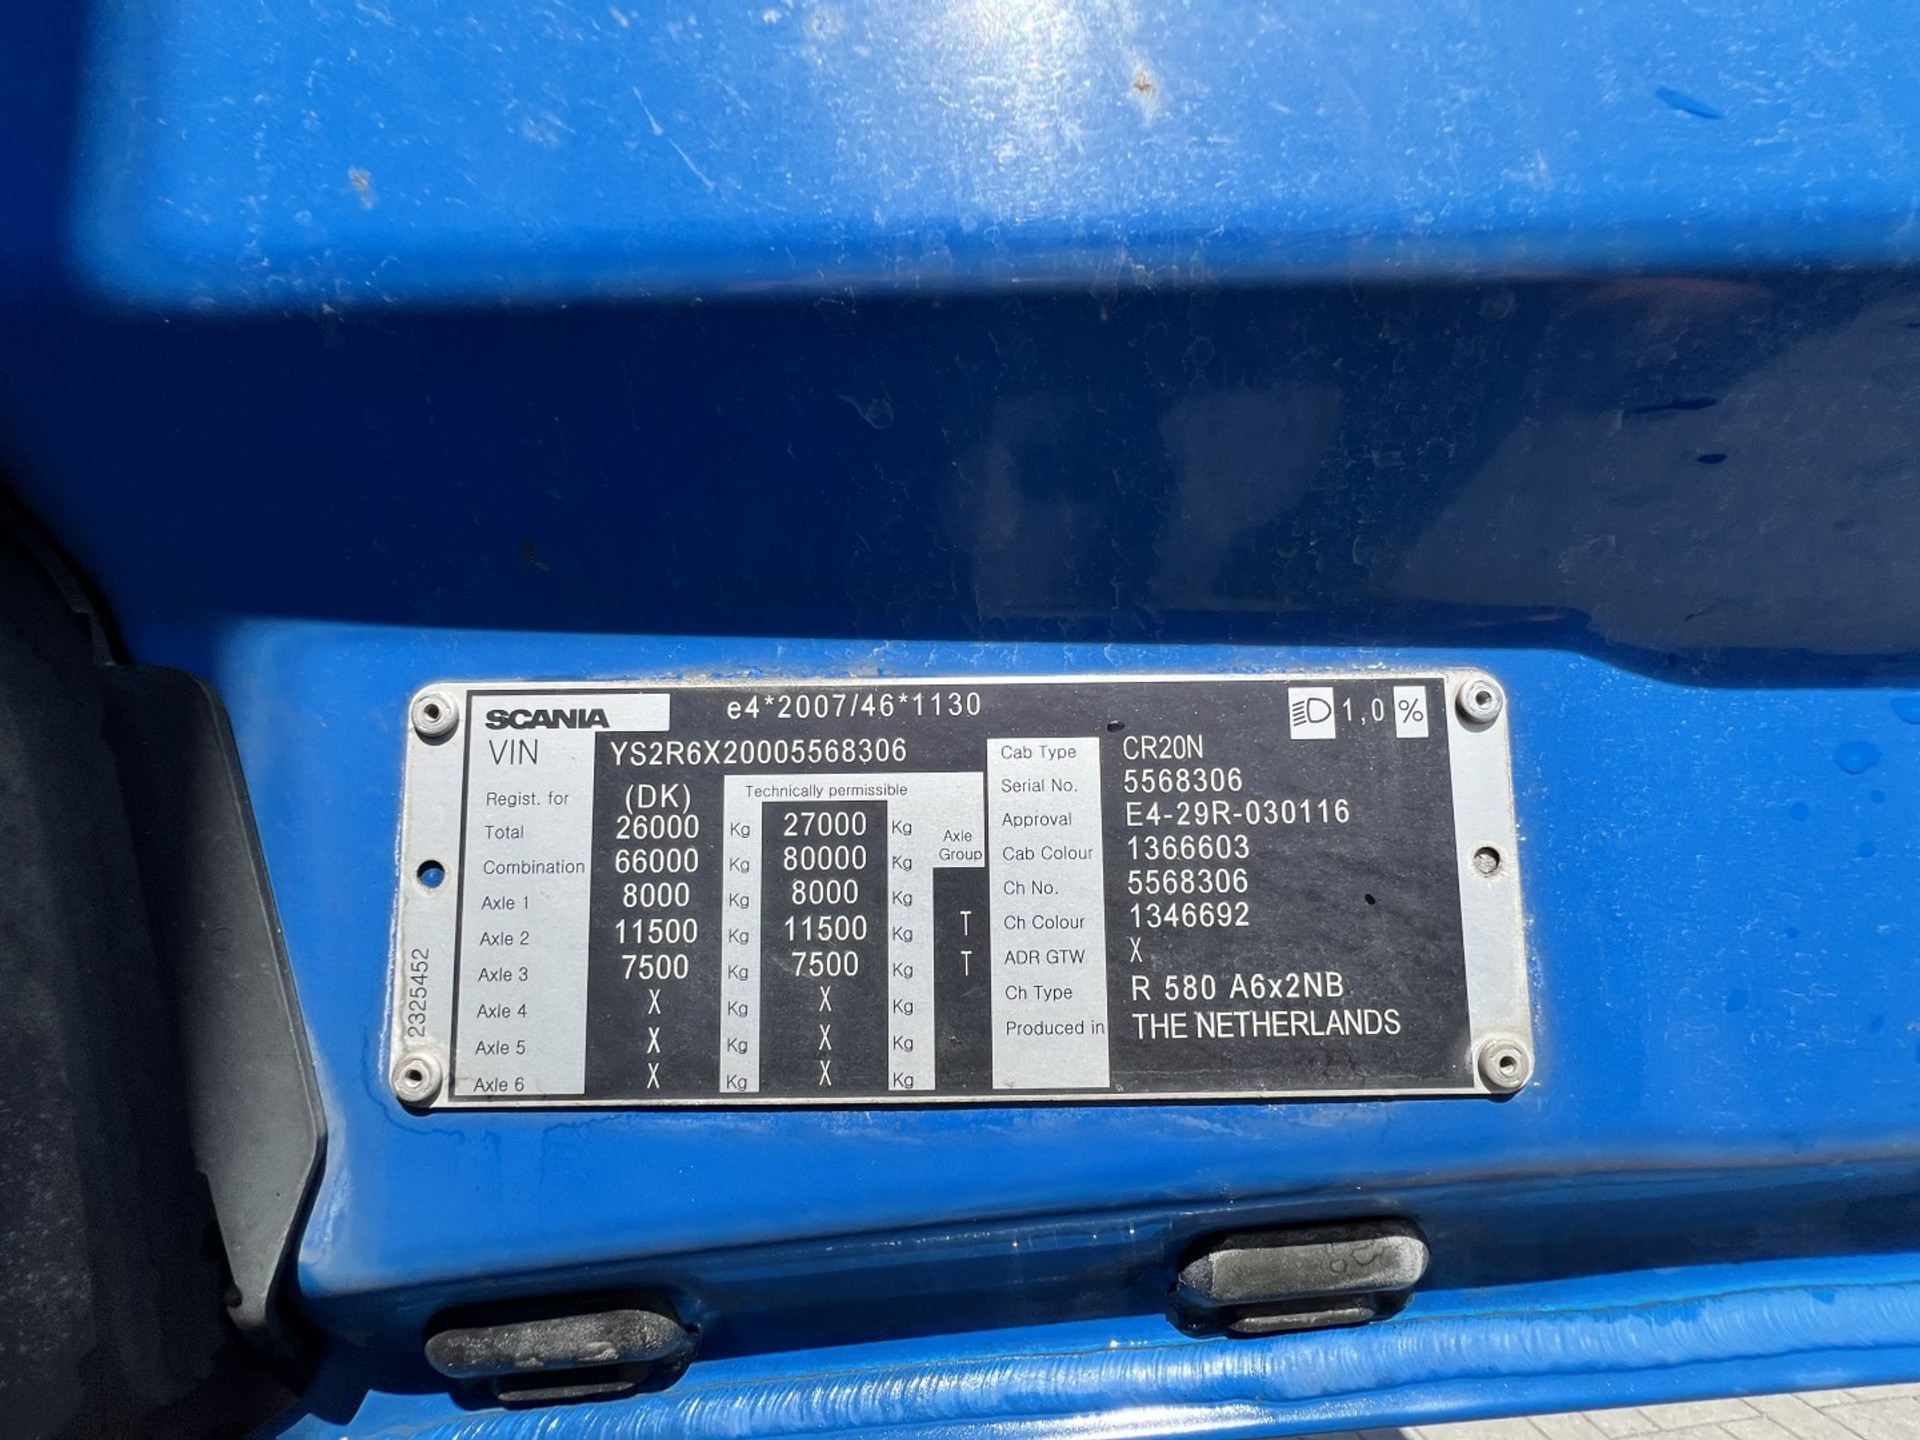 SCANIA e4*2007/46*1130 1,0 %
VIN YS2R6X20005568306 Cab Type CR20N
Regist. for (DK) Technically permissible Serial No. 5568306
Total 26000 Kg 27000 Kg Axle Group Approval E4-29R-030116
Combination 66000 Kg 80000 Kg Cab Colour 1366603
Axle 1 8000 Kg 8000 Kg Ch No. 5568306
Axle 2 11500 Kg 11500 Kg T Ch Colour 1346692
Axle 3 7500 Kg 7500 Kg T ADR GTW X
Axle 4 X Kg X Kg Ch Type R 580 A6x2NB
Axle 5 X Kg X Kg Produced in THE NETHERLANDS
Axle 6 X Kg X Kg
2325452